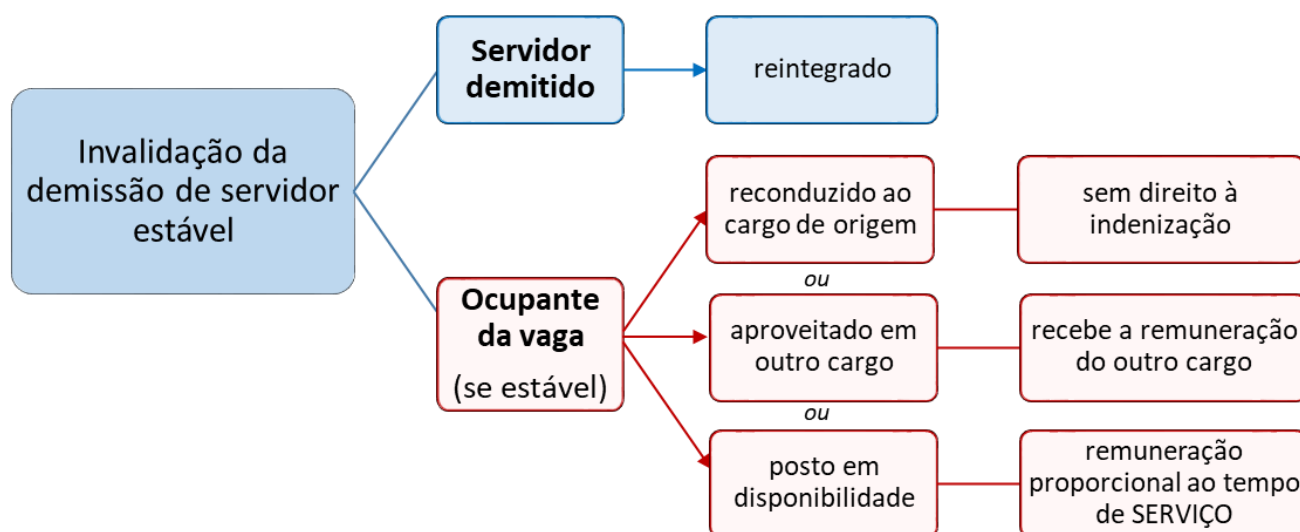 Invalidação da
demissão de servidor
estável
Servidor
demitido
reintegrado
Ocupante
da vaga
(se estável)
reconduzido ao
cargo de origem
sem direito à
indenização
ou
aproveitado em
outro cargo
recebe a remuneração
do outro cargo
ou
posto em
disponibilidade
remuneração
proporcional ao tempo
de SERVIÇO